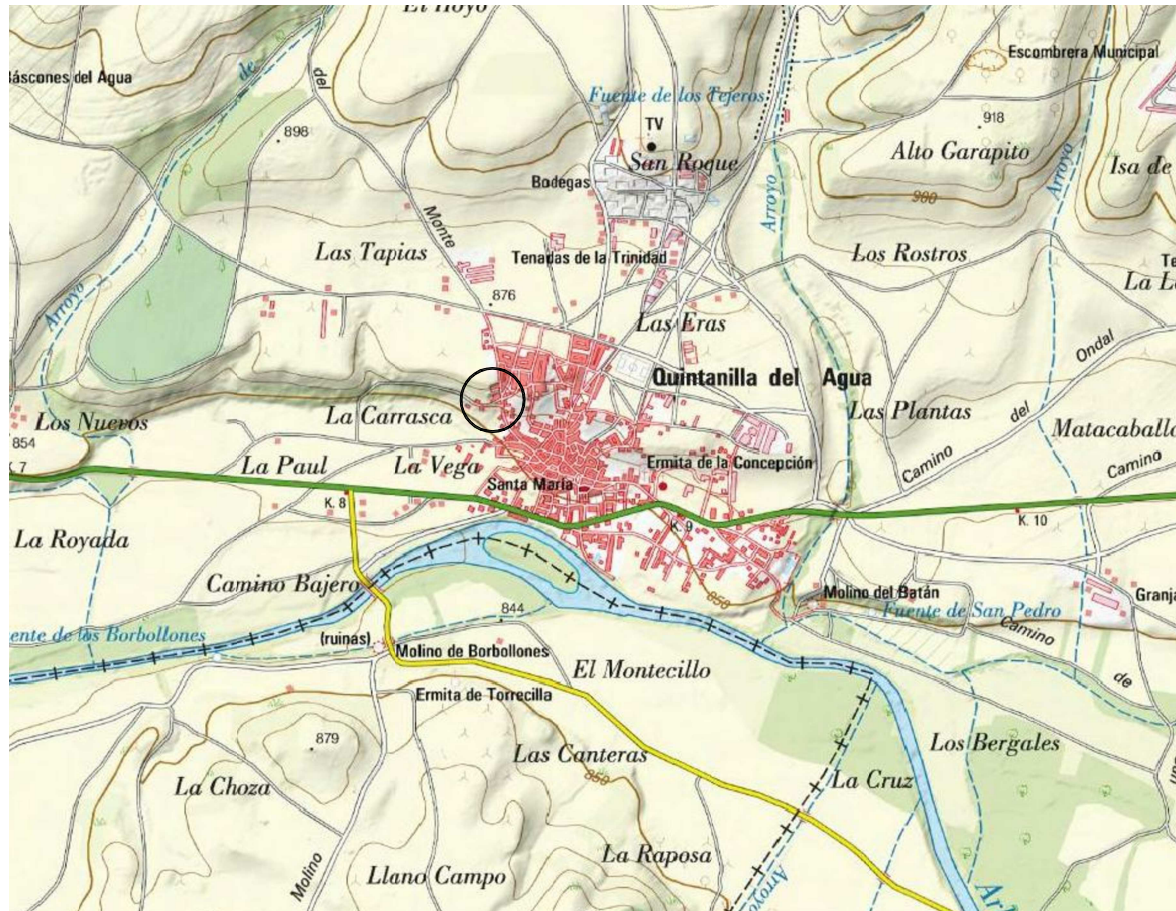 El Hoyo
Escombrera Municipal
Báscones del Agua
de
del
Fuente de los Tejeros
TV
918
898
San Roque
Alto Garapito
Arroyo
Isa de
Bodegas
Arroyo
900
Monte
Las Tapias
Tenadas de la Trinidad
Los Rostros
La
Arroyo
876
Las Eras
Ondal
Quintanilla del Agua
La Carrasca
Las Plantas
del
Los Nuevos
854
Matacaballo
K. 7
La Paul
La Vega
Ermita de la Concepción
Camino
Camino
Santa María
K. 8
K. 9
K. 10
La Royada
Camino Bajero
850
Molino del Batán
Granja
844
Fuente de San Pedro
ente de los Borbollones
(ruinas)
Camino
Molino de Borbollones
El Montecillo
de
Ermita de Torrecilla
879
Las Canteras
Los Bergales
La Choza
850
La Cruz
La Raposa
Molino
Llano Campo
Arroyo